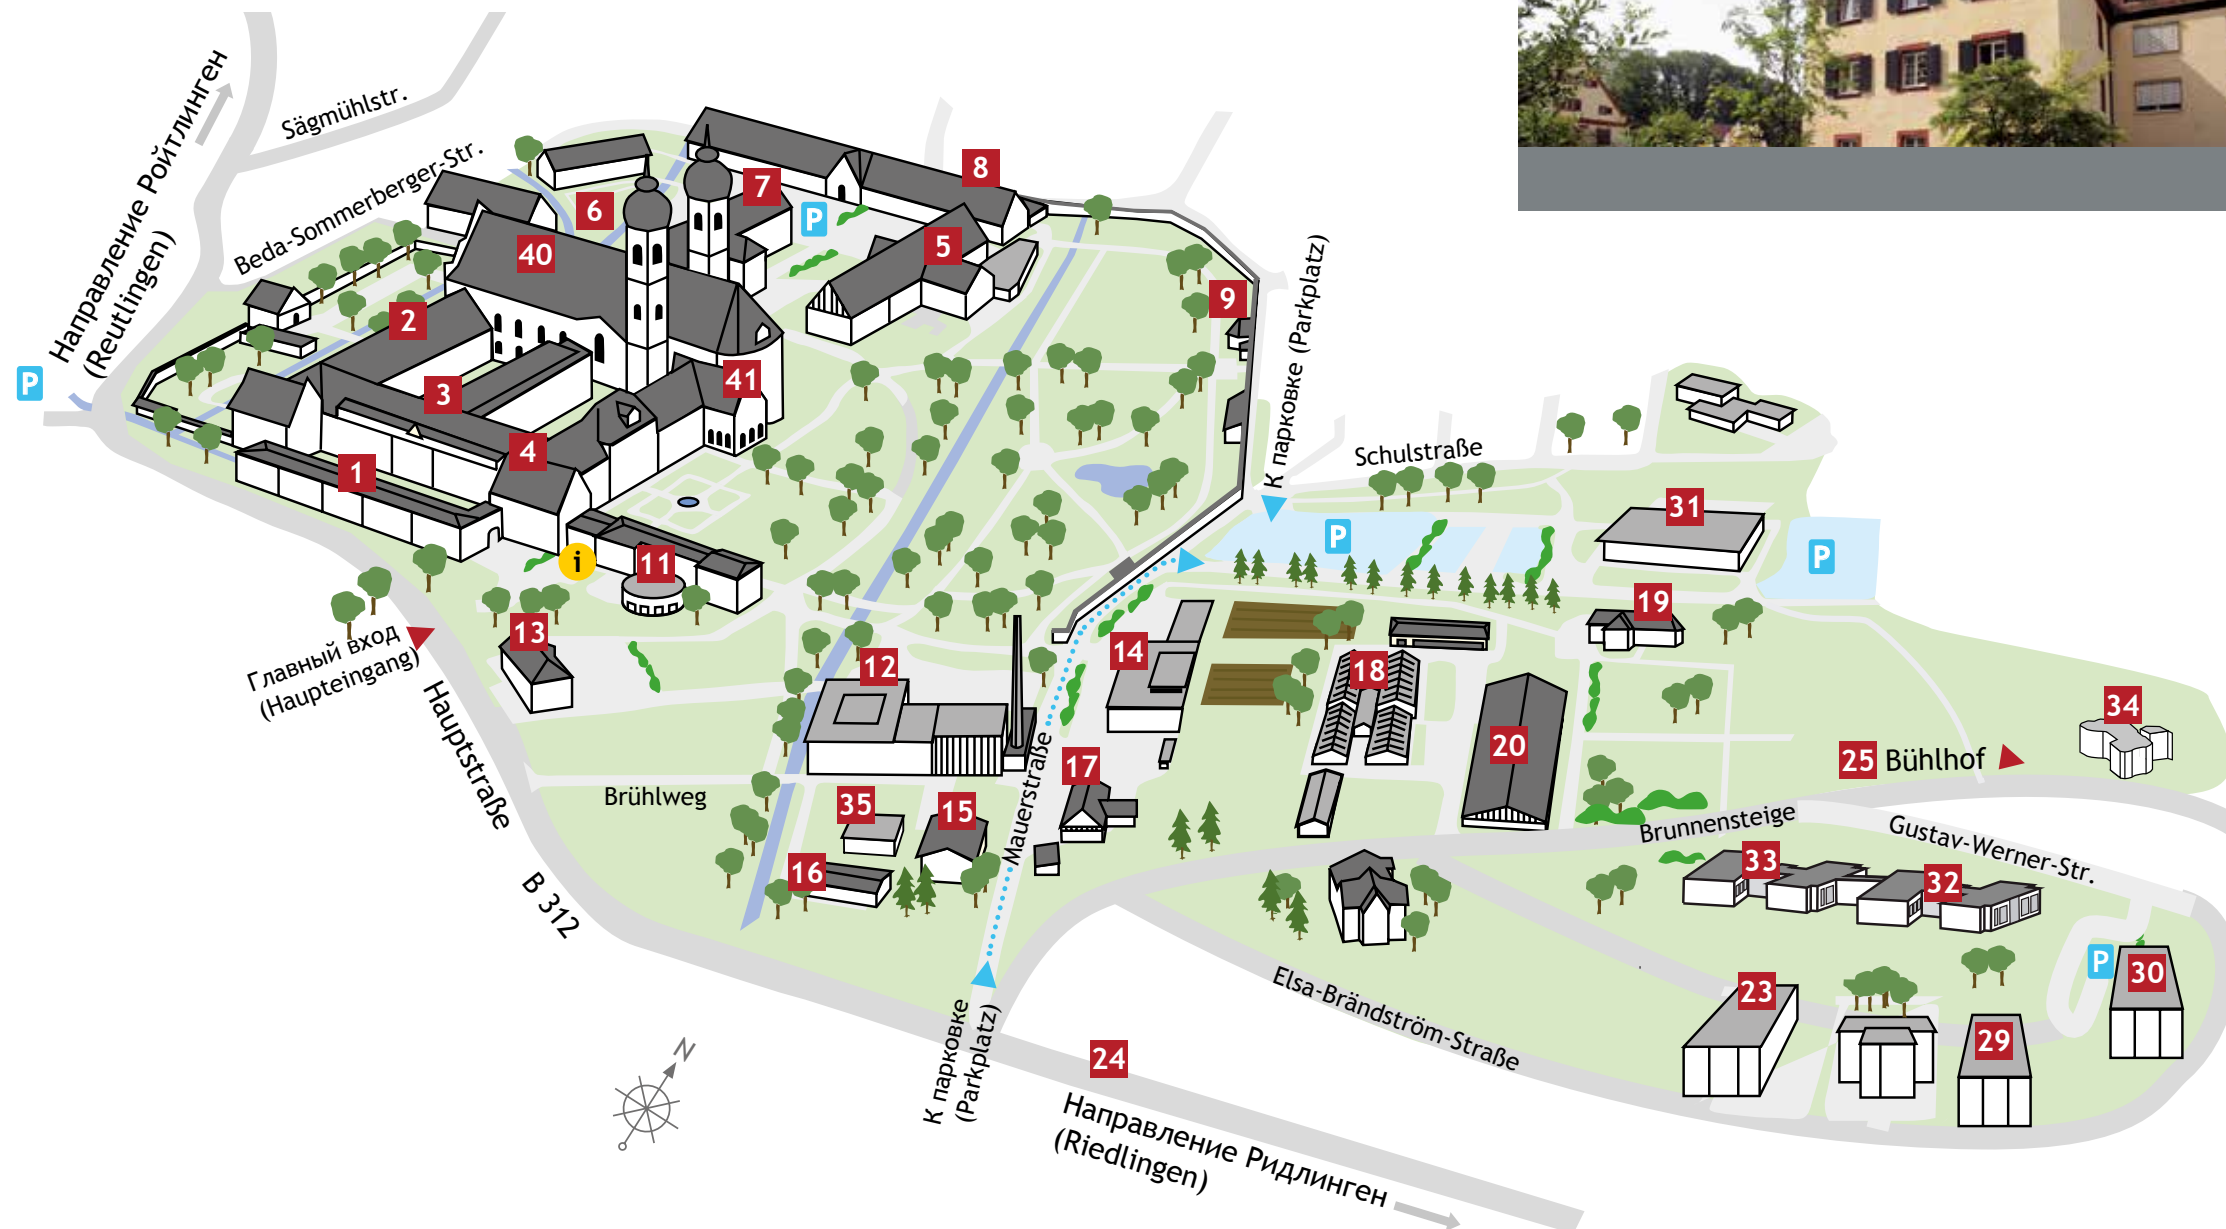 Направление Ройтлинген
(Reutlingen)
Sägmühlstr.
Beda-Sommerberger-Str.
8
7
6
P
40
5
2
9
К парковке (Parkplatz)
P
3
41
4
1
Schulstraße
31
P
P
i
11
Главный вход
(Haupteingang)
13
19
14
12
18
34
Hauptstraße
20
25 Bühlhof
17
Mauerstraße
Brühlweg
35
15
16
Brunnensteige
Gustav-Werner-Str.
33
32
B 312
P
30
23
29
Elsa-Brändström-Straße
К парковке
(Parkplatz)
N
24
Направление Ридлинген
(Riedlingen)